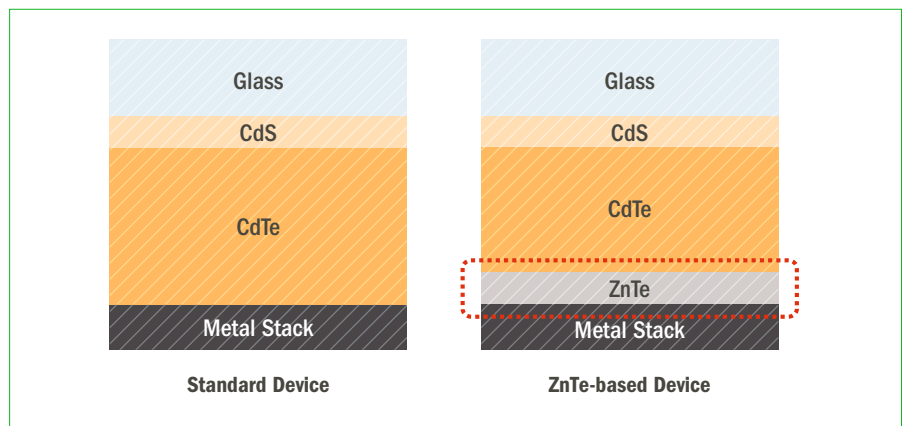 Glass
CdS
CdTe
Metal Stack
Standard Device
Glass
CdS
CdTe
ZnTe
Metal Stack
ZnTe-based Device